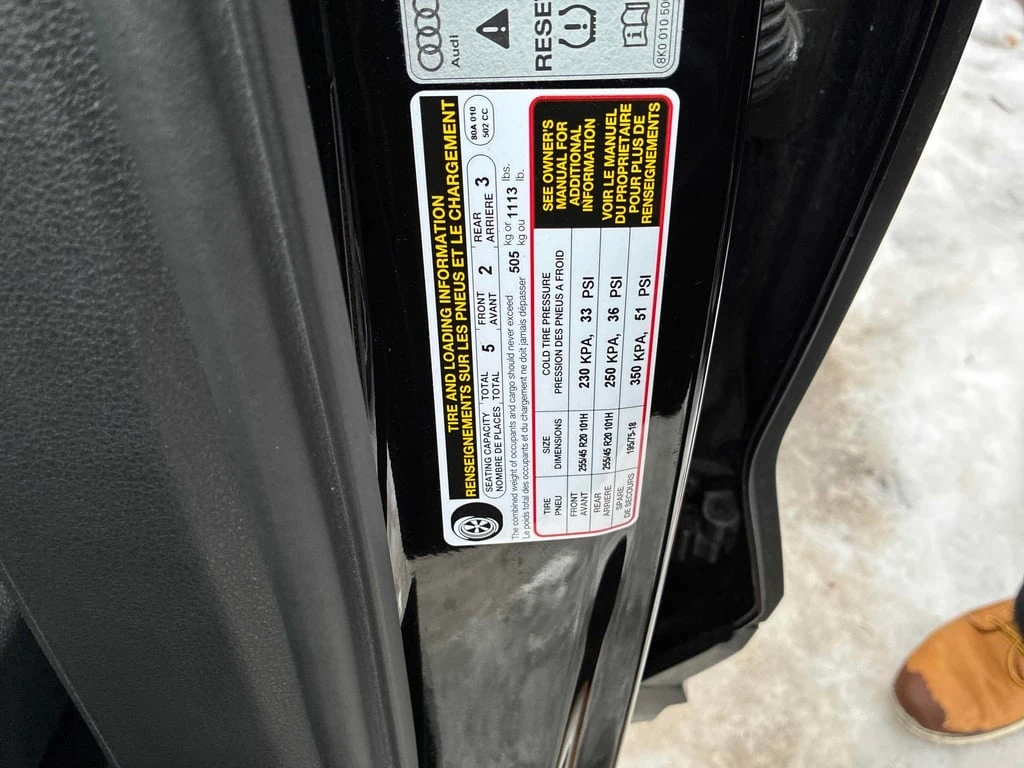 Audi
RESE
8K0 010 50
TIRE AND LOADING INFORMATION
RENSEIGNEMENTS SUR LES PNEUS ET LE CHARGEMENT
80A 010
502 CC
SEATING CAPACITY TOTAL 5 FRONT 2 REAR 3
NOMBRE DE PLACES TOTAL AVANT ARRIERE
The combined weight of occupants and cargo should never exceed 505 kg or 1113 lbs.
Le poids total des occupants et du chargement ne doit jamais dépasser kg ou lb.
TIRE SIZE COLD TIRE PRESSURE
PNEU DIMENSIONS PRESSION DES PNEUS A FROID
FRONT
AVANT 255/45 R20 101H 230 KPA, 33 PSI
REAR
ARRIERE 255/45 R20 101H 250 KPA, 36 PSI
SPARE
DE SECOURS 195/75-18 350 KPA, 51 PSI
SEE OWNER'S
MANUAL FOR
ADDITIONAL
INFORMATION
VOIR LE MANUEL
DU PROPRIETAIRE
POUR PLUS DE
RENSEIGNEMENTS